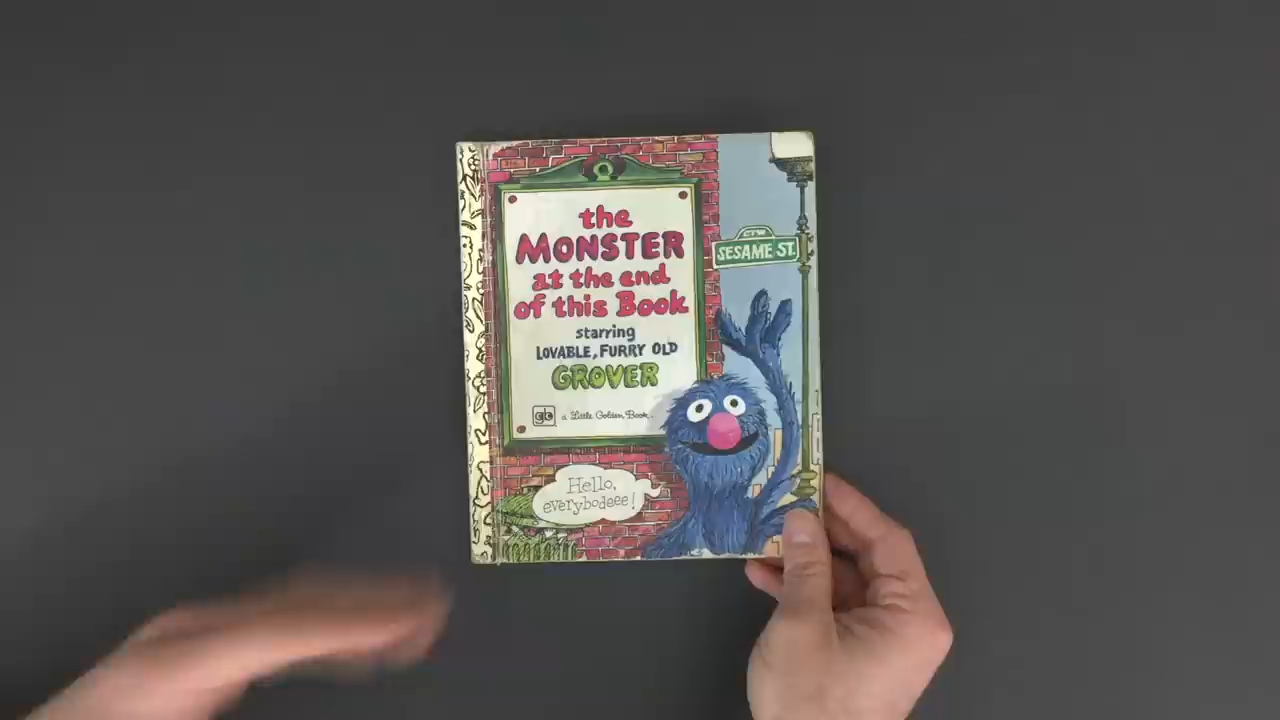 the
MONSTER
at the end
of this Book
starring
LOVABLE, FURRY OLD
GROVER
gb a Little Golden Book
CTW
SESAME ST.
Hello,
everybodeee!